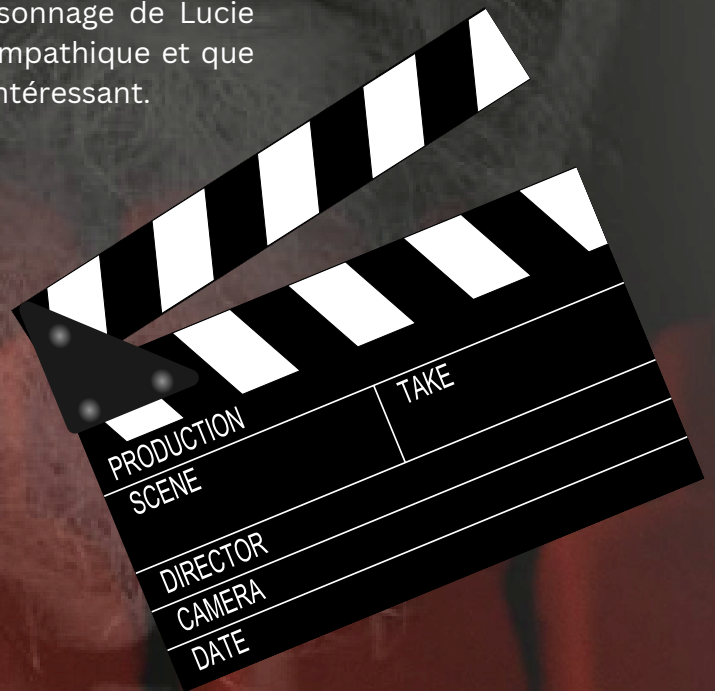 sonnage de Lucie
mpathique et que
ntéressant.
TAKE
PRODUCTION
SCENE
DIRECTOR
CAMERA
DATE